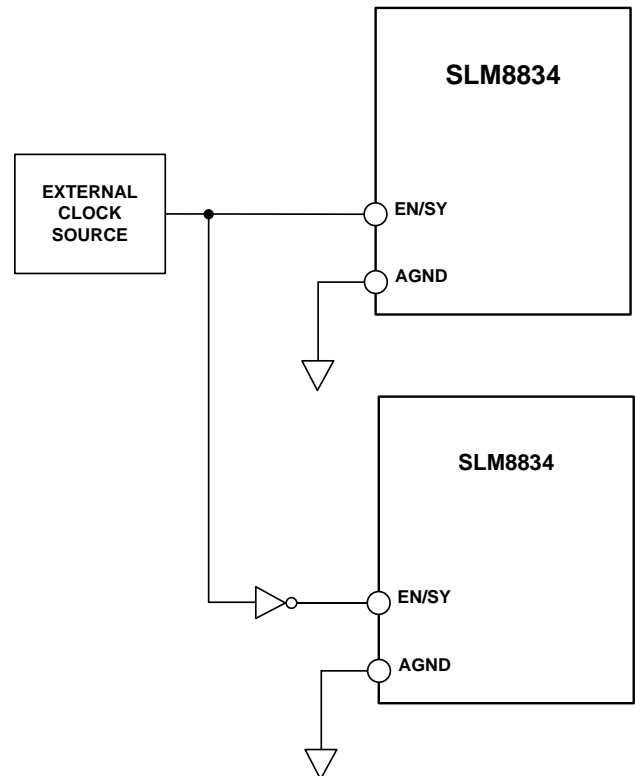 SLM8834
EXTERNAL
CLOCK
SOURCE
EN/SY
AGND
SLM8834
EN/SY
AGND